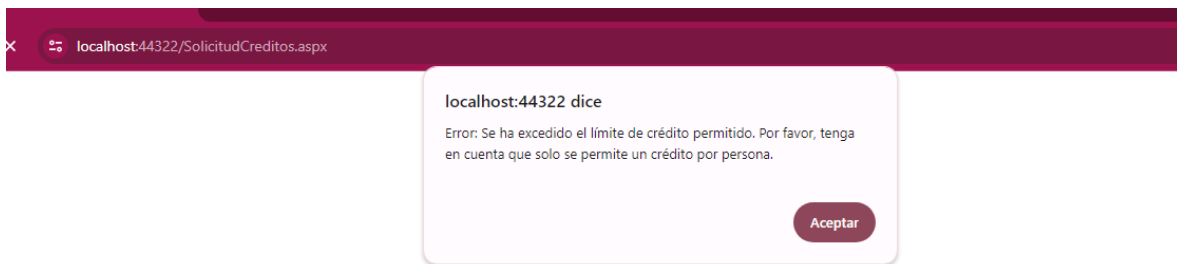 localhost:44322/SolicitudCreditos.aspx
localhost:44322 dice
Error: Se ha excedido el límite de crédito permitido. Por favor, tenga
en cuenta que solo se permite un crédito por persona.
Aceptar